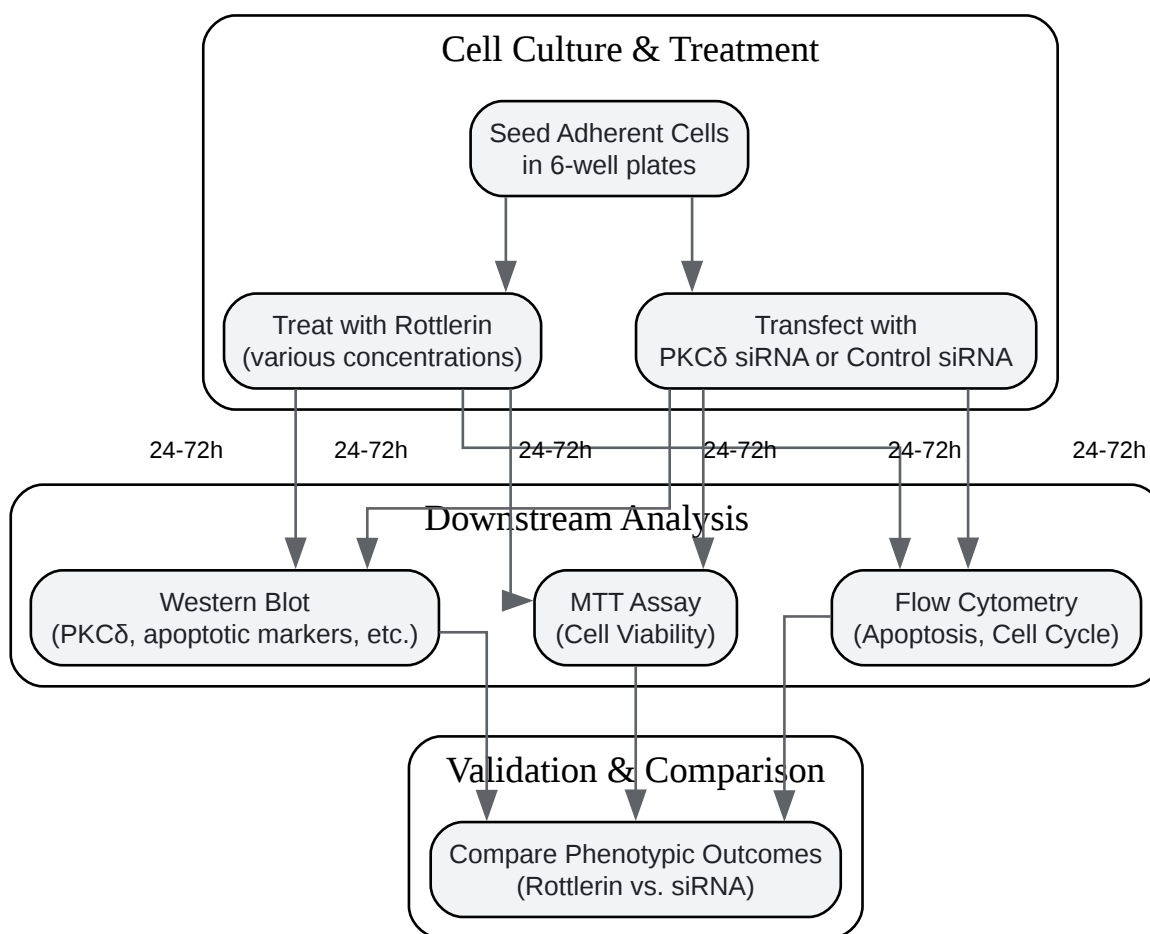 Cell Culture & Treatment
Seed Adherent Cells
in 6-well plates
Treat with Rottlerin
(various concentrations)
Transfect with
PKCδ siRNA or Control siRNA
24-72h
24-72h
24-72h
24-72h
24-72h
24-72h
Downstream Analysis
Western Blot
(PKCδ, apoptotic markers, etc.)
MTT Assay
(Cell Viability)
Flow Cytometry
(Apoptosis, Cell Cycle)
Validation & Comparison
Compare Phenotypic Outcomes
(Rottlerin vs. siRNA)